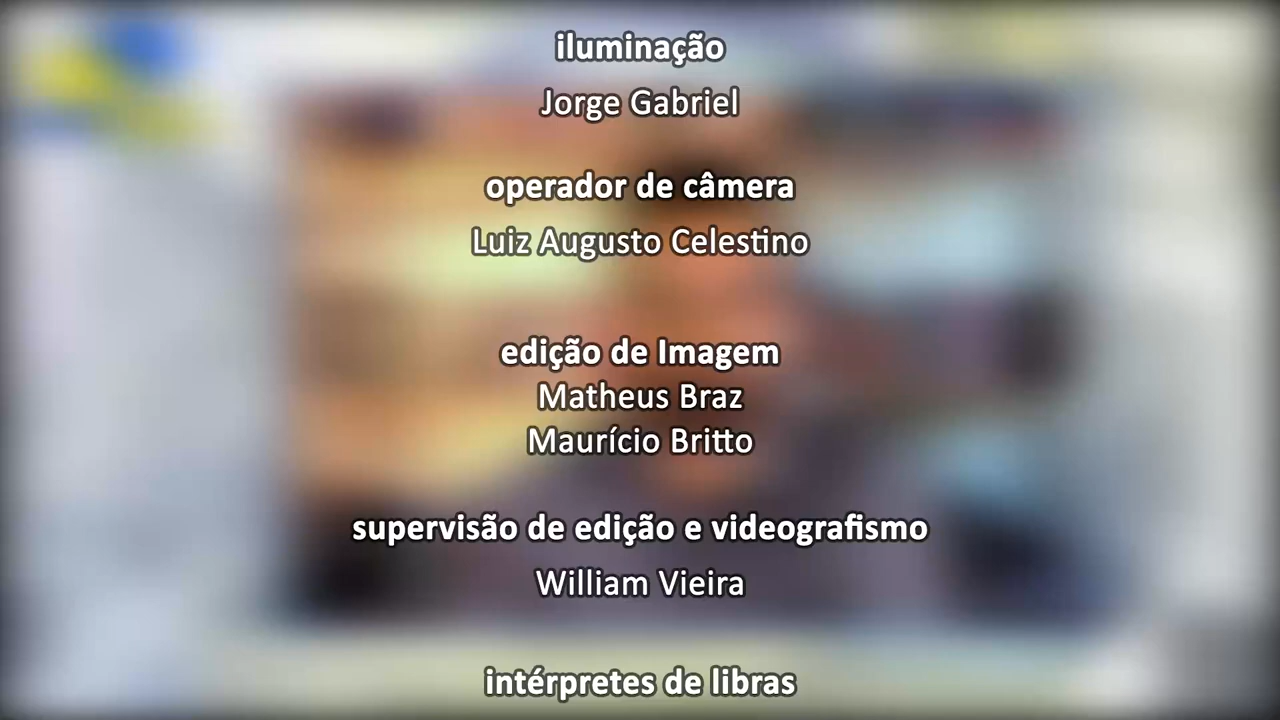 iluminação
Jorge Gabriel
operador de câmera
Luiz Augusto Celestino
edição de Imagem
Matheus Braz
Maurício Britto
supervisão de edição e videografismo
William Vieira
intérpretes de libras